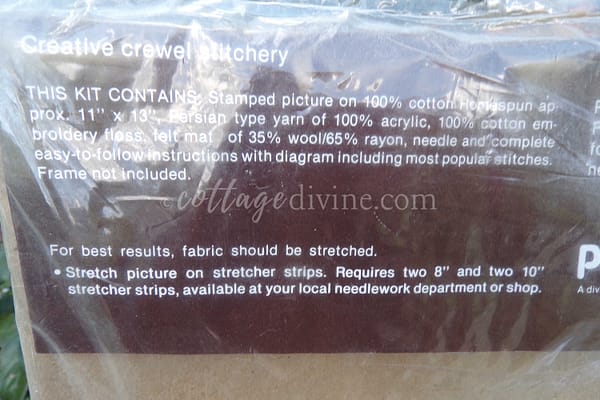 Creative crewel stitchery
THIS KIT CONTAINS: Stamped picture on 100% cotton Homespun ap-
prox. 11" x 13", Persian type yarn of 100% acrylic, 100% cotton em-
broidery floss, felt mat of 35% wool/65% rayon, needle and complete
easy-to-follow instructions with diagram including most popular stitches.
Frame not included.
©cottagedivine.com
For best results, fabric should be stretched.
• Stretch picture on stretcher strips. Requires two 8" and two 10"
stretcher strips, available at your local needlework department or shop.
A div